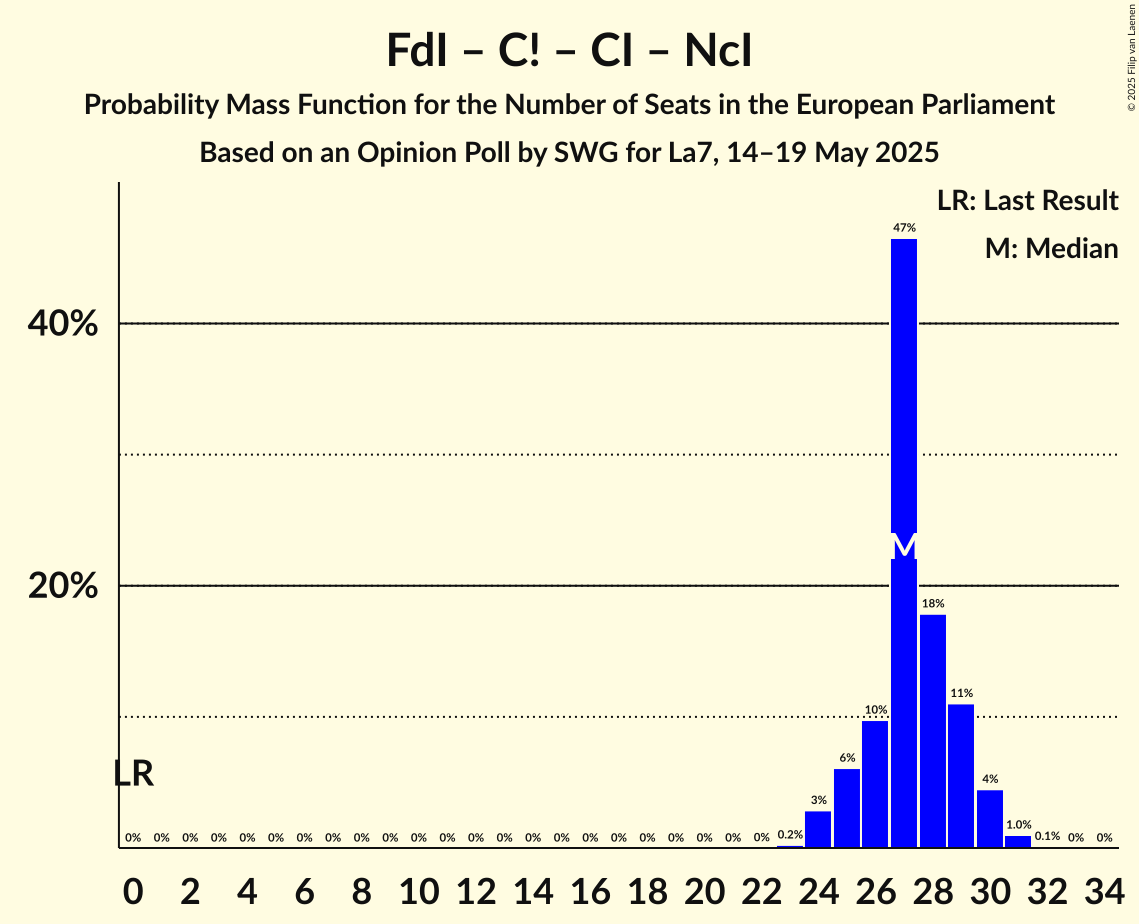 FdI – C! – CI – NcI
Probability Mass Function for the Number of Seats in the European Parliament
Based on an Opinion Poll by SWG for La7, 14–19 May 2025
© 2025 Filip van Laenen
LR: Last Result
M: Median
40%
20%
LR
M
0% 0% 0% 0% 0% 0% 0% 0% 0% 0% 0% 0% 0% 0% 0% 0% 0% 0% 0% 0% 0% 0% 0% 0.2% 3% 6% 10% 47% 18% 11% 4% 1.0% 0.1% 0% 0%
0 2 4 6 8 10 12 14 16 18 20 22 24 26 28 30 32 34